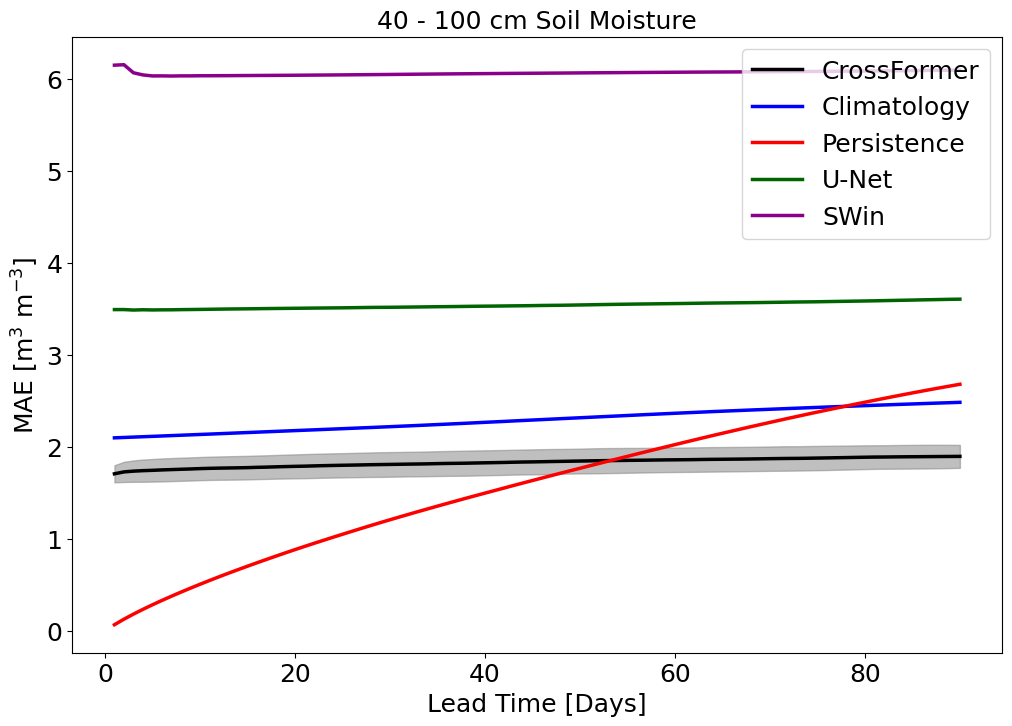 40 - 100 cm Soil Moisture
MAE [m³ m⁻³]
6
5
4
3
2
1
0
0 20 40 60 80
Lead Time [Days]
CrossFormer
Climatology
Persistence
U-Net
SWin